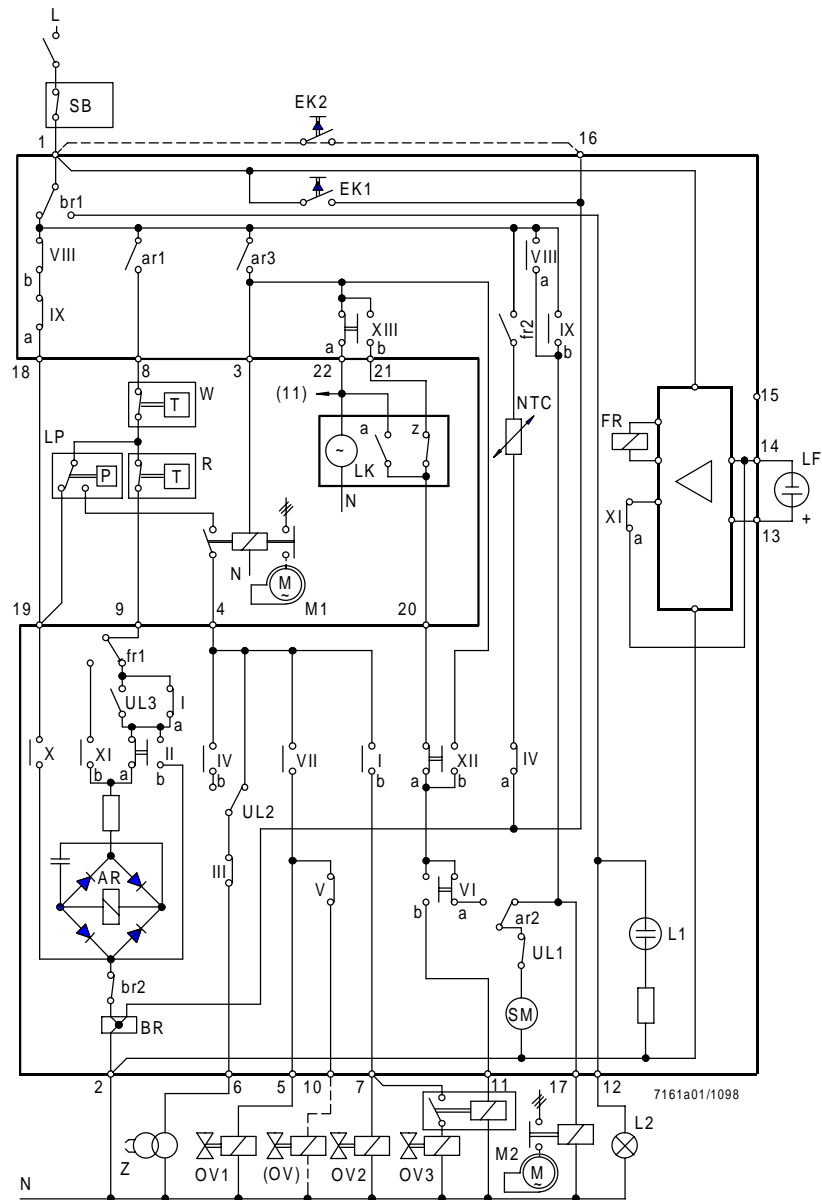 L
SB
EK2
1
16
br1
EK1
VIII
b
ar1
ar3
VIII
a
IX
a
XIII
a
b
fr2
IX
b
18
8
3
22
21
15
W
T
(11)
NTC
FR
14
LF
LP
P
R
T
a
z
~
LK
N
XI
a
+
13
N
M
~
M1
19
9
4
20
fr1
UL3
I
a
X
XI
b
a
II
b
IV
b
VII
I
b
XII
a
b
IV
a
UL2
III
V
VI
b
a
ar2
AR
UL1
L1
br2
SM
BR
2
6
5
10
7
11
17
12
7161a01/1098
Z
OV1
(OV)
OV2
OV3
M2
M
~
L2
N